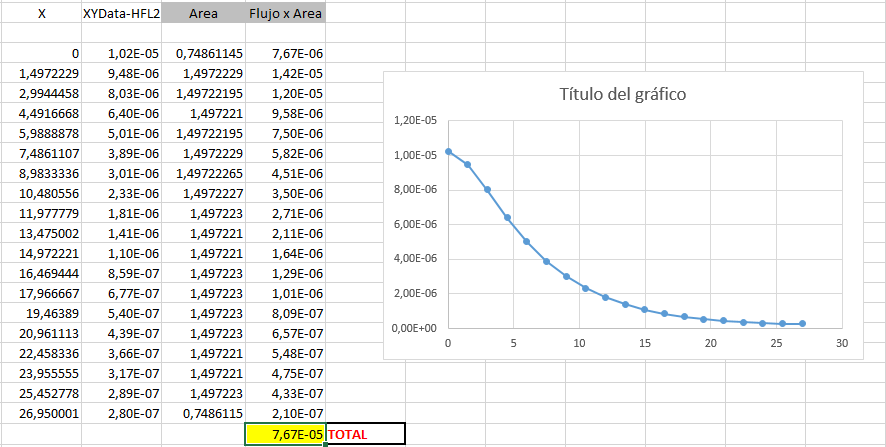 X XYData-HFL2 Area Flujo x Area
0 1,02E-05 0,74861145 7,67E-06
1,4972229 9,48E-06 1,4972229 1,42E-05
2,9944458 8,03E-06 1,49722195 1,20E-05
4,4916668 6,40E-06 1,497221 9,58E-06
5,9888878 5,01E-06 1,49722195 7,50E-06
7,4861107 3,89E-06 1,4972229 5,82E-06
8,9833336 3,01E-06 1,49722265 4,51E-06
10,480556 2,33E-06 1,4972227 3,50E-06
11,977779 1,81E-06 1,497223 2,71E-06
13,475002 1,41E-06 1,497221 2,11E-06
14,972221 1,10E-06 1,497221 1,64E-06
16,469444 8,59E-07 1,497223 1,29E-06
17,966667 6,77E-07 1,497223 1,01E-06
19,46389 5,40E-07 1,497223 8,09E-07
20,961113 4,39E-07 1,497223 6,57E-07
22,458336 3,66E-07 1,497221 5,48E-07
23,955555 3,17E-07 1,497221 4,75E-07
25,452778 2,89E-07 1,497223 4,33E-07
26,950001 2,80E-07 0,7486115 2,10E-07
7,67E-05 TOTAL
Título del gráfico
1,20E-05
1,00E-05
8,00E-06
6,00E-06
4,00E-06
2,00E-06
0,00E+00
0 5 10 15 20 25 30